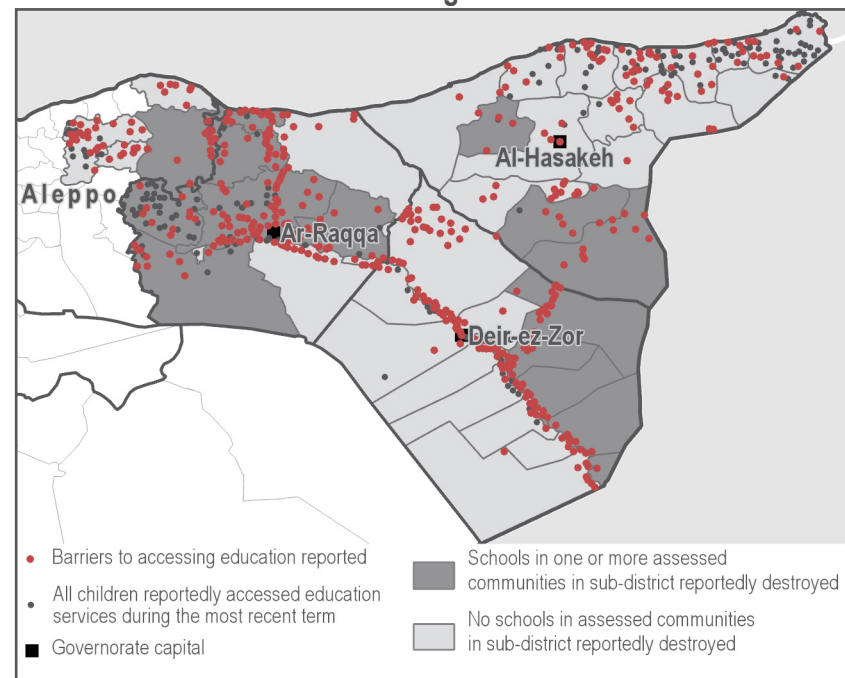 Al-Hasakeh
Aleppo
Ar-Raqqa
Deir-ez-Zor
Barriers to accessing education reported
All children reportedly accessed education
services during the most recent term
Governorate capital
Schools in one or more assessed
communities in sub-district reportedly destroyed
No schools in assessed communities
in sub-district reportedly destroyed